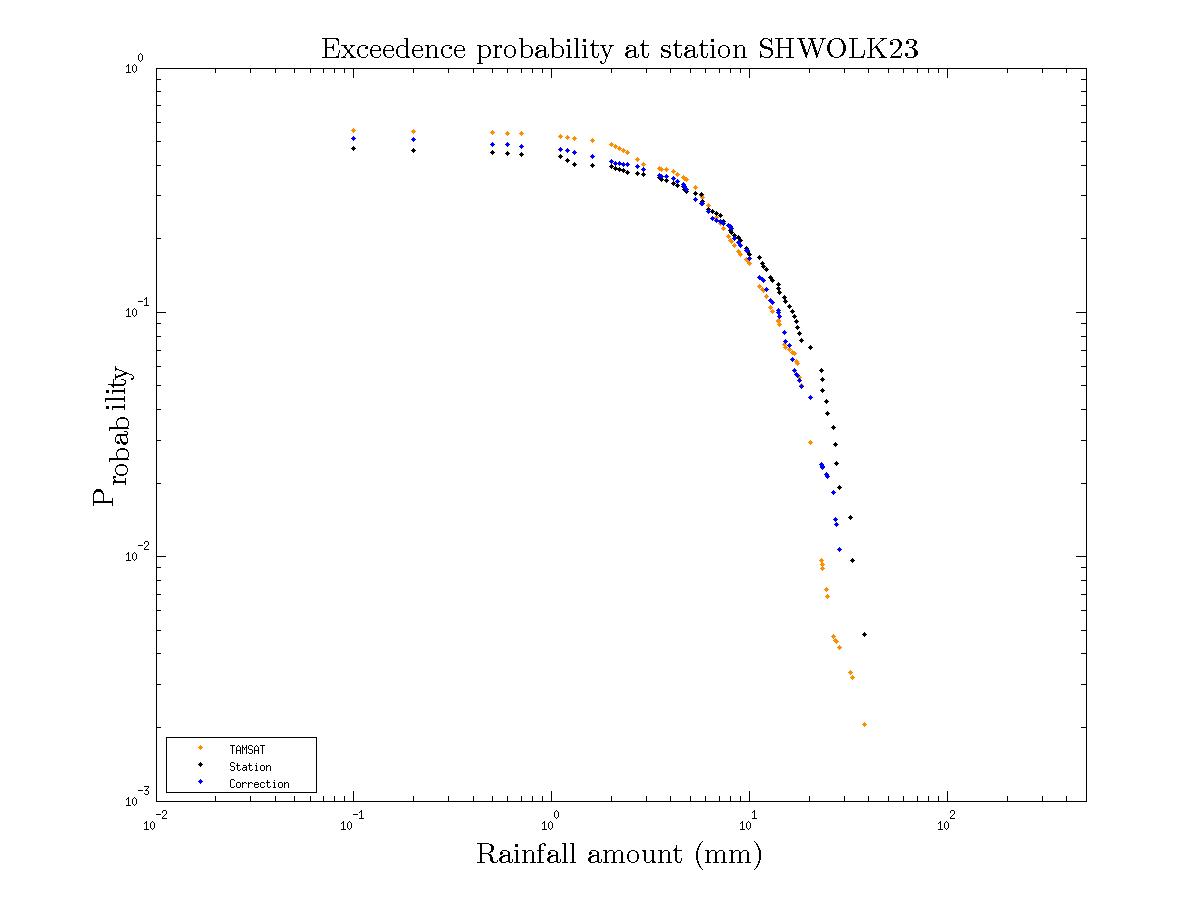 Exceedence probability at station SHWOLK23
10^0
10^-1
10^-2
10^-3
Probability
TAMSAT
Station
Correction
10^-2 10^-1 10^0 10^1 10^2
Rainfall amount (mm)